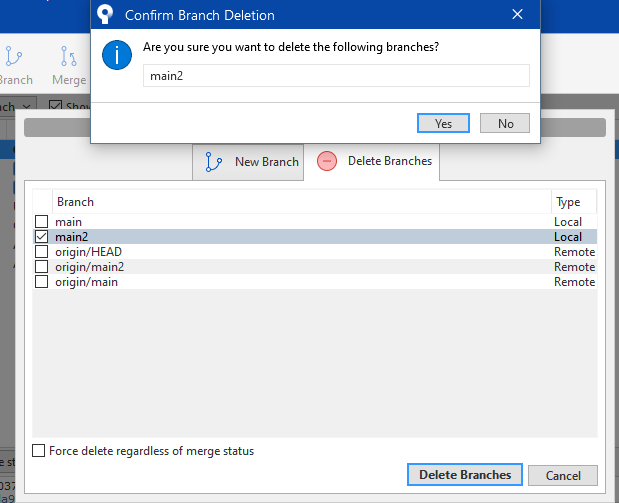 Confirm Branch Deletion
Are you sure you want to delete the following branches?
main2
Yes
No
Branch
Merge
Show
New Branch
Delete Branches
Branch
Type
main
Local
main2
Local
origin/HEAD
Remote
origin/main2
Remote
origin/main
Remote
Force delete regardless of merge status
Delete Branches
Cancel